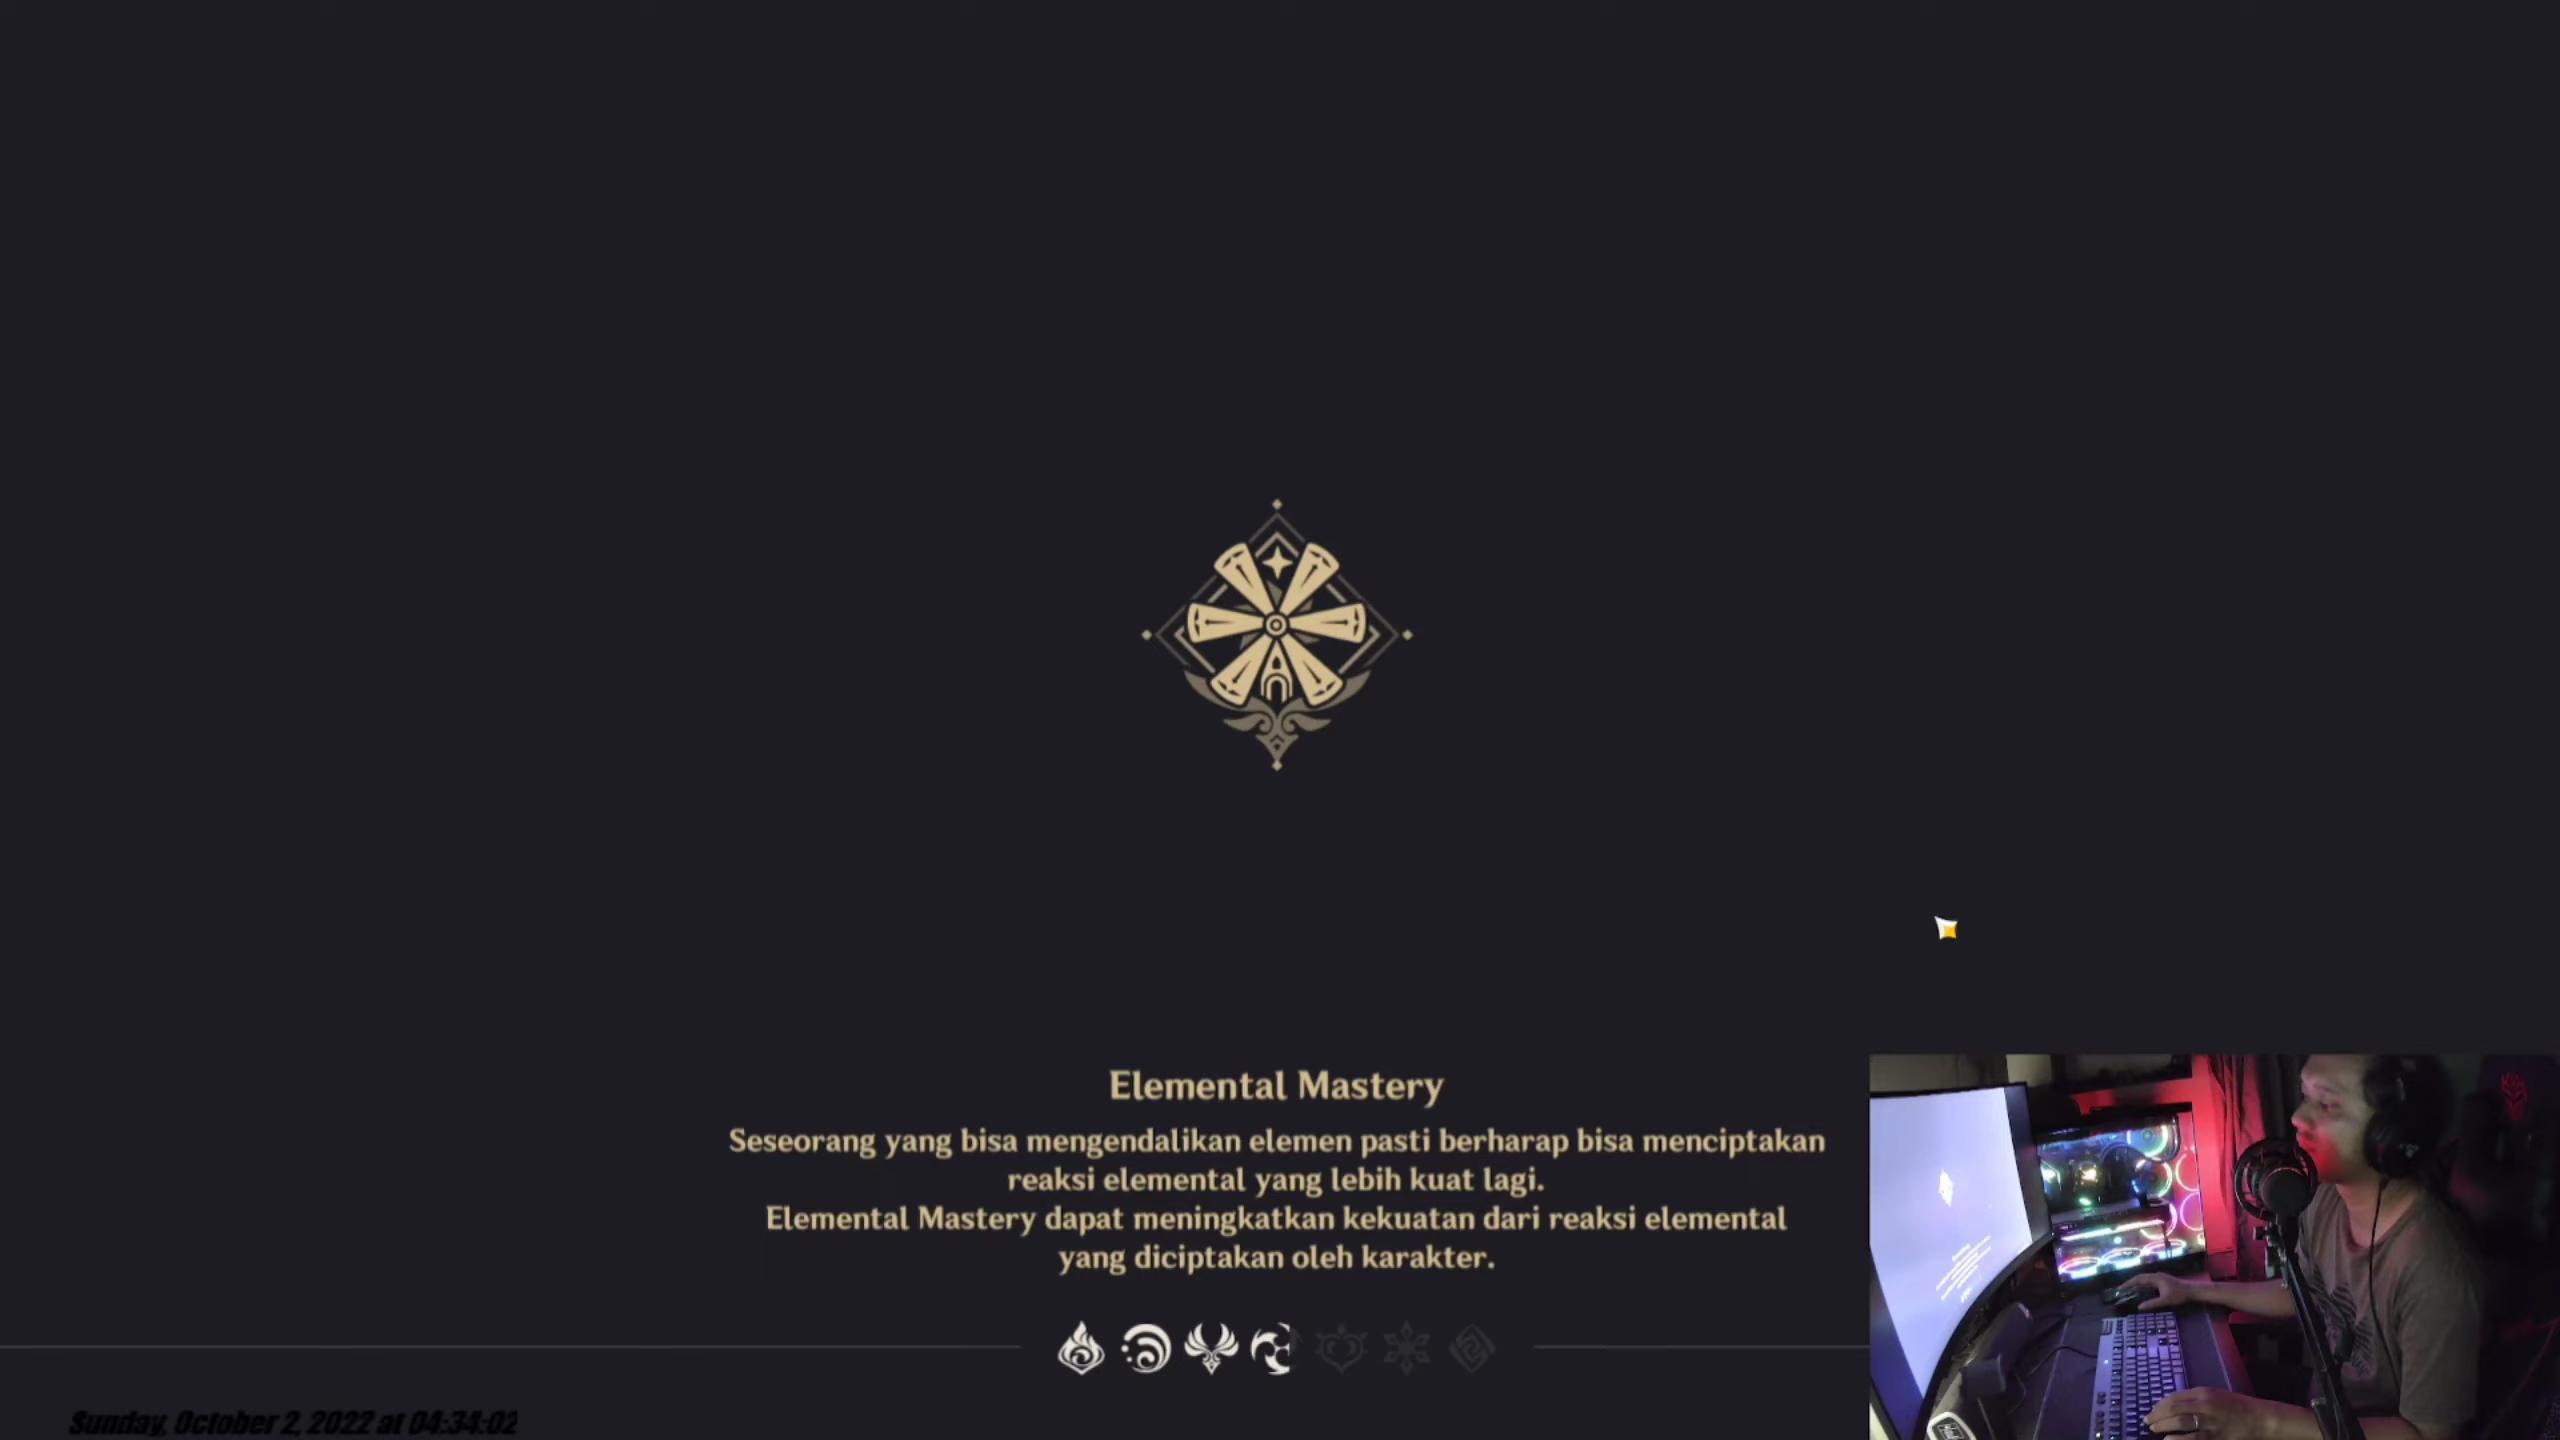 Elemental Mastery
Seseorang yang bisa mengendalikan elemen pasti berharap bisa menciptakan
reaksi elemental yang lebih kuat lagi.
Elemental Mastery dapat meningkatkan kekuatan dari reaksi elemental
yang diciptakan oleh karakter.
Sunday, October 2, 2022 at 04:34:02